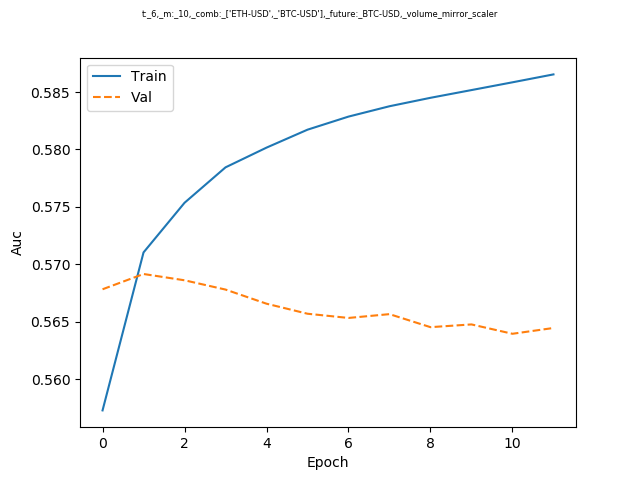 t:_6,_m:_10,_comb:_['ETH-USD',_'BTC-USD'],_future:_BTC-USD,_volume_mirror_scaler
Train
Val
0.585
0.580
0.575
0.570
0.565
0.560
Auc
0 2 4 6 8 10
Epoch